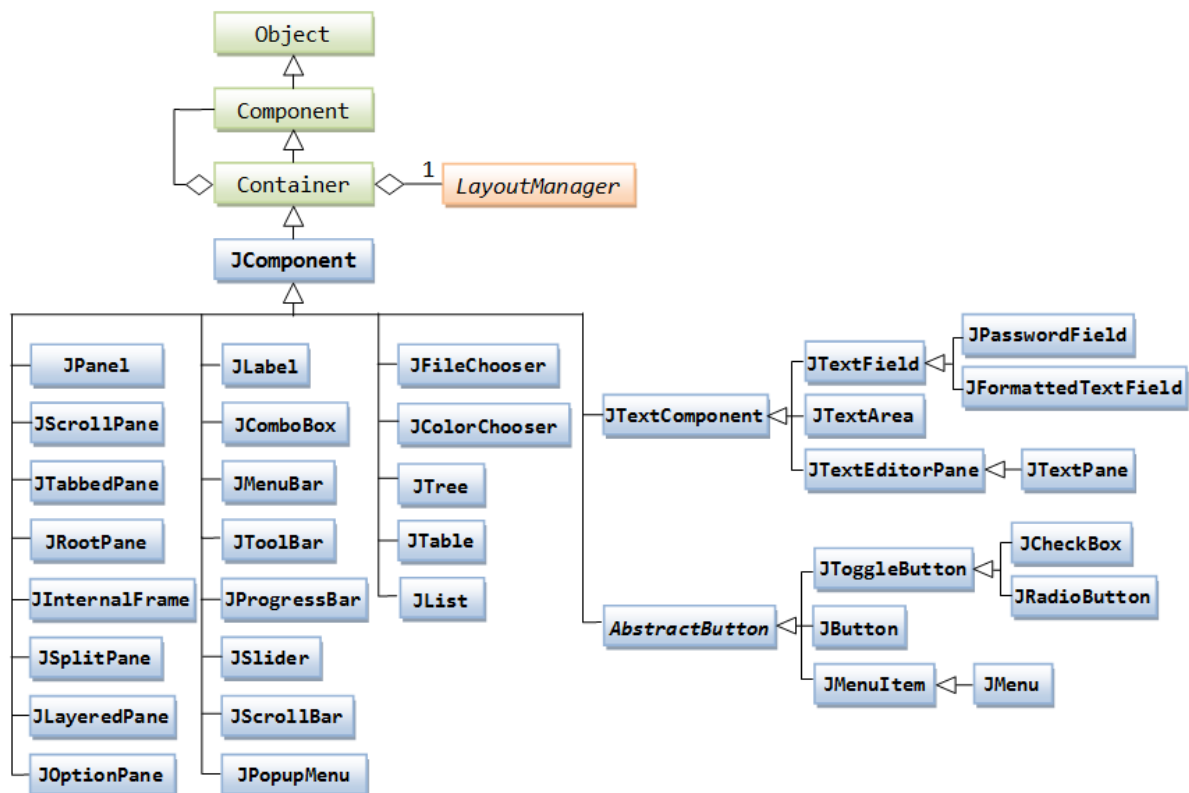 Object
Component
Container
1
LayoutManager
JComponent
JPanel
JScrollPane
JTabbedPane
JRootPane
JInternalFrame
JSplitPane
JLayeredPane
JOptionPane
JLabel
JComboBox
JMenuBar
JToolBar
JProgressBar
JSlider
JScrollBar
JPopupMenu
JFileChooser
JColorChooser
JTree
JTable
JList
JTextComponent
JTextField
JPasswordField
JFormattedTextField
JTextArea
JTextEditorPane
JTextPane
AbstractButton
JToggleButton
JCheckBox
JRadioButton
JButton
JMenuItem
JMenu